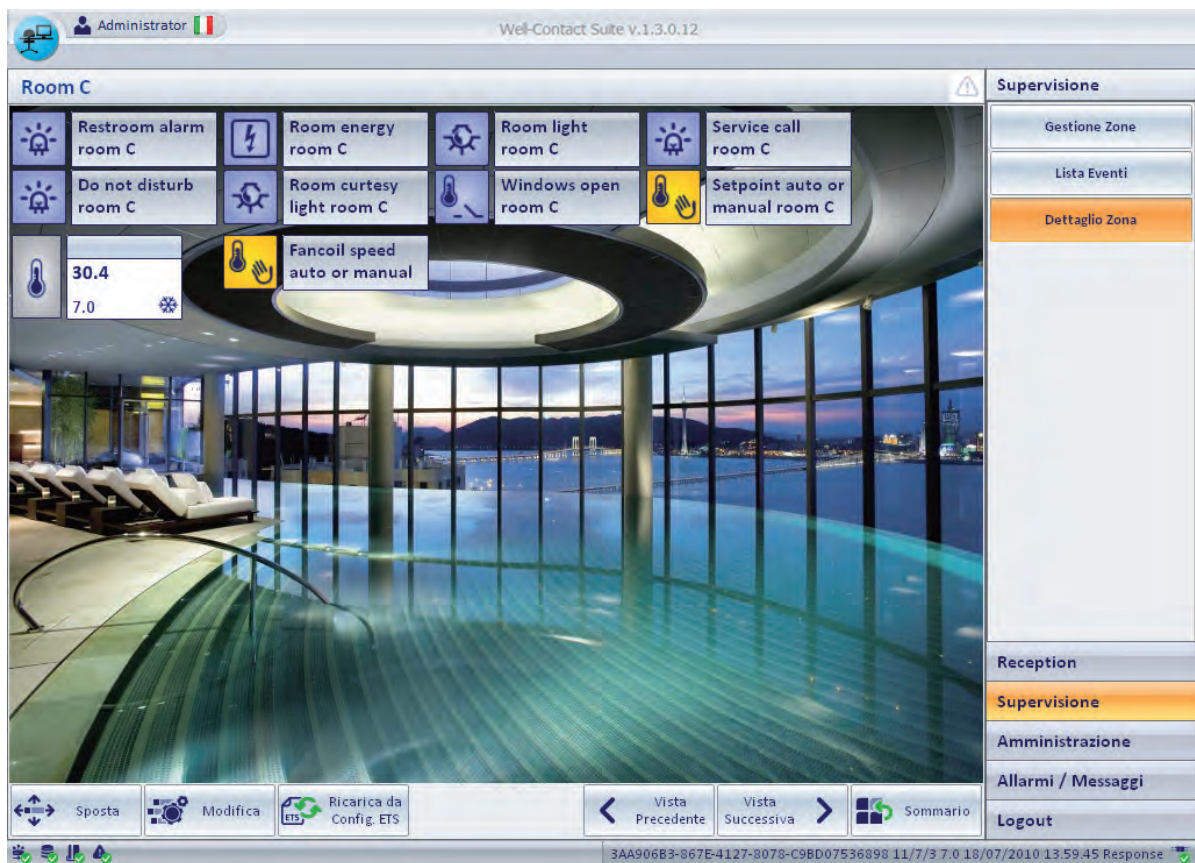 Administrator
Well-Contact Suite v.1.3.0.12
Room C
Supervisione
Restroom alarm
room C
Room energy
room C
Room light
room C
Service call
room C
Do not disturb
room C
Room curtesy
light room C
Windows open
room C
Setpoint auto or
manual room C
30.4
7.0
Fancoil speed
auto or manual
Gestione Zone
Lista Eventi
Dettaglio Zona
Reception
Supervisione
Amministrazione
Allarmi / Messaggi
Logout
Sposta
Modifica
ETS
Ricarica da
Config. ETS
Vista
Precedente
Vista
Successiva
Sommario
3AA906B3-867E-4127-8078-C9BD07536898 11/7/3 7.0 18/07/2010 13.59.45 Response